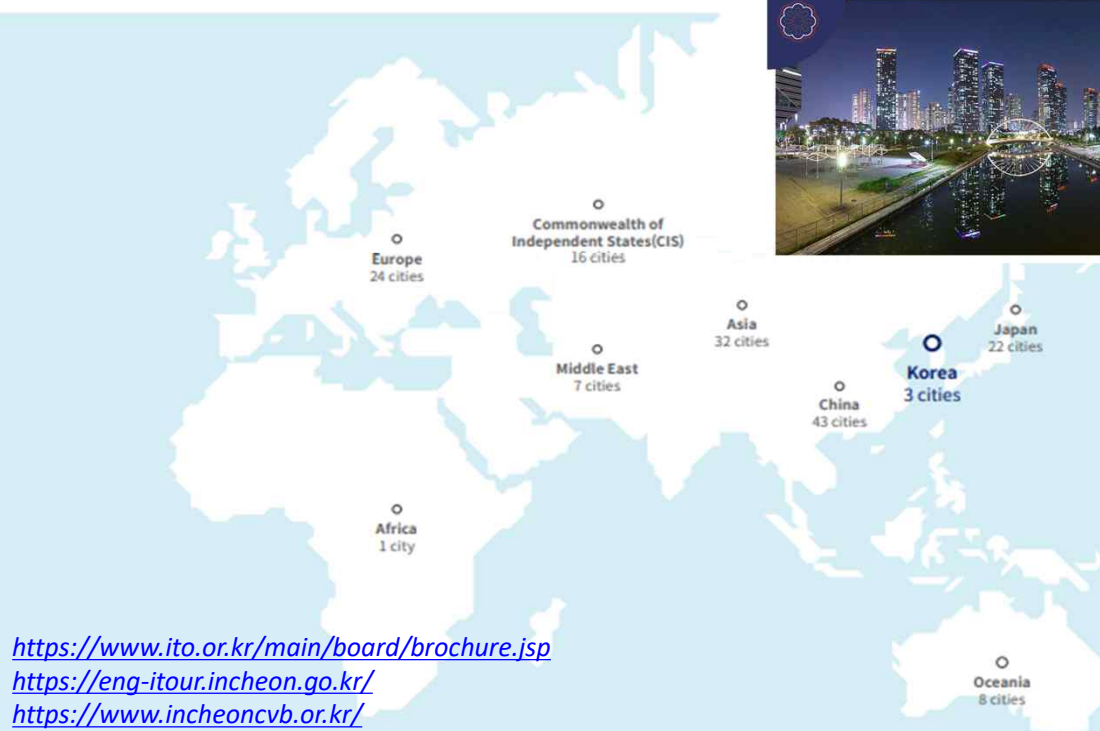 Commonwealth of
Independent States(CIS)
16 cities
Europe
24 cities
Asia
32 cities
Japan
22 cities
Middle East
7 cities
Korea
3 cities
China
43 cities
Africa
1 city
https://www.ito.or.kr/main/board/brochure.jsp
https://eng-itour.incheon.go.kr/
https://www.incheoncvb.or.kr/
Oceania
8 cities